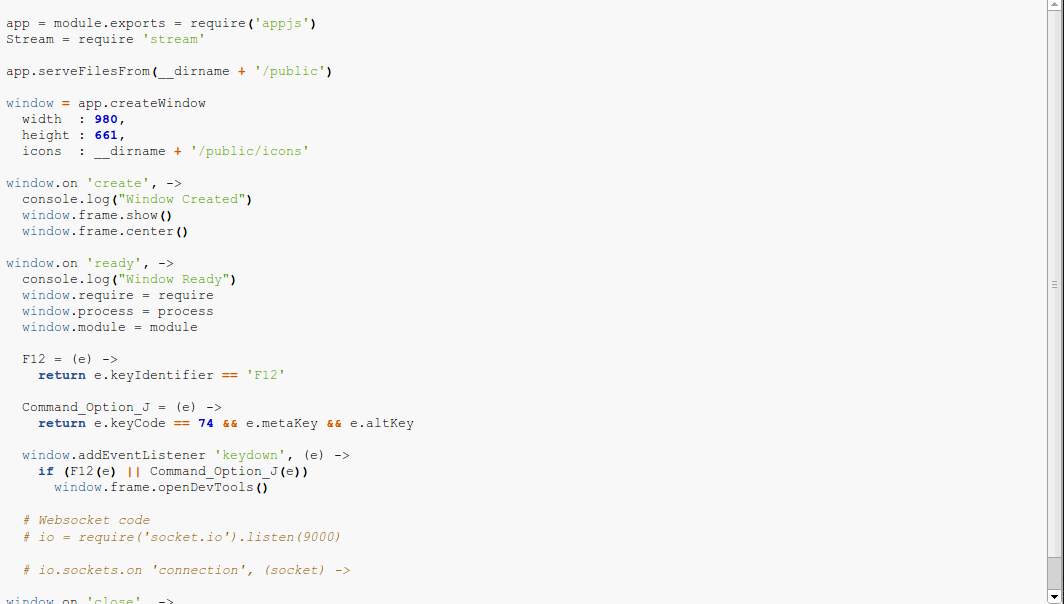 app = module.exports = require('appjs')
Stream = require 'stream'
app.serveFilesFrom(__dirname + '/public')
window = app.createWindow
  width  : 980,
  height : 661,
  icons  : __dirname + '/public/icons'
window.on 'create', ->
  console.log("Window Created")
  window.frame.show()
  window.frame.center()
window.on 'ready', ->
  console.log("Window Ready")
  window.require = require
  window.process = process
  window.module = module
  F12 = (e) ->
    return e.keyIdentifier == 'F12'
  Command_Option_J = (e) ->
    return e.keyCode == 74 && e.metaKey && e.altKey
  window.addEventListener 'keydown', (e) ->
    if (F12(e) || Command_Option_J(e))
      window.frame.openDevTools()
  # Websocket code
  # io = require('socket.io').listen(9000)
  # io.sockets.on 'connection', (socket) ->
window.on 'close', ->